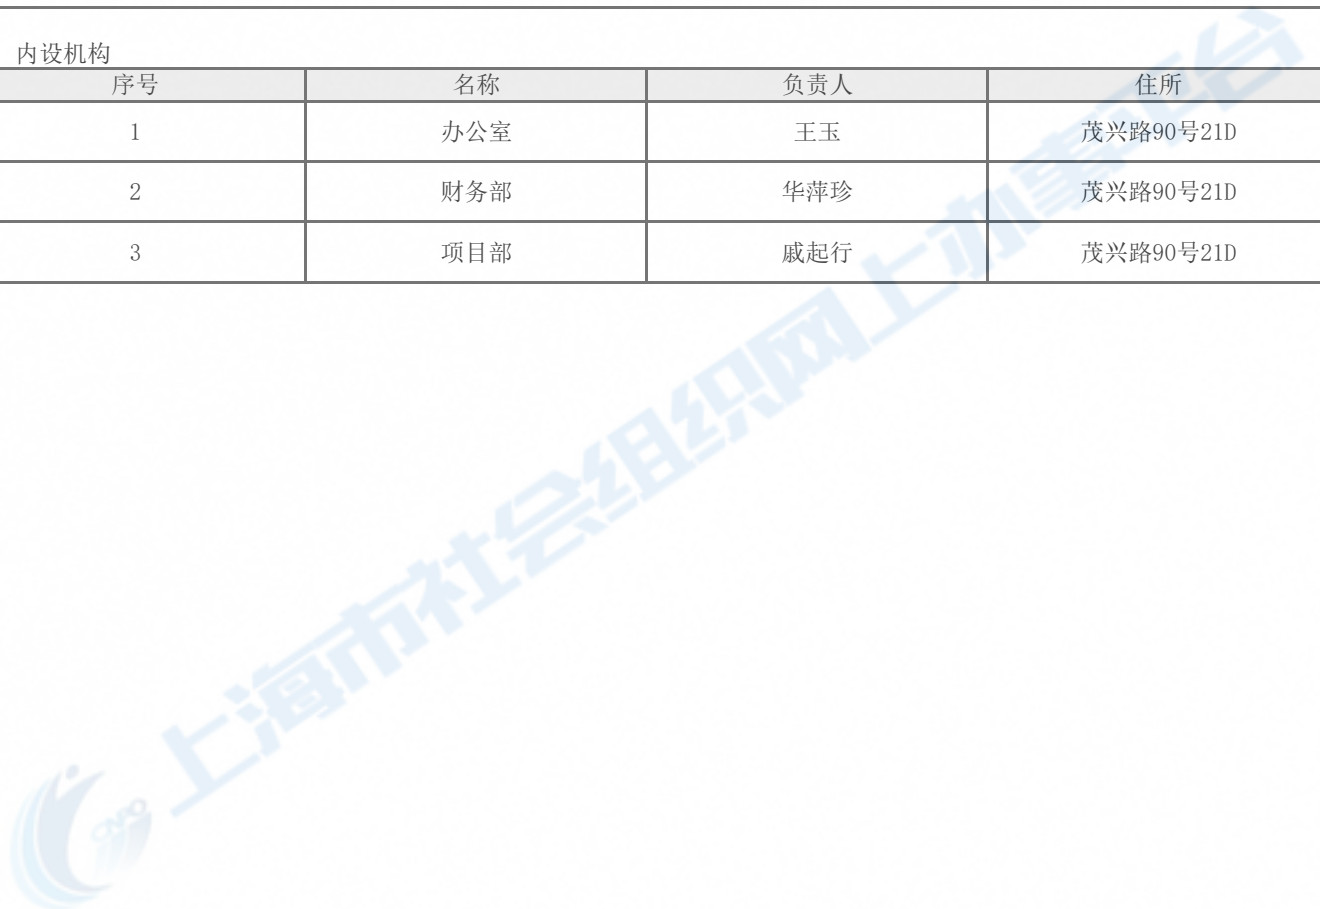 内设机构
序号 名称 负责人 住所
1 办公室 王玉 茂兴路90号21D
2 财务部 华萍珍 茂兴路90号21D
3 项目部 戚起行 茂兴路90号21D
上海市社会组织网上办事平台
CNPO